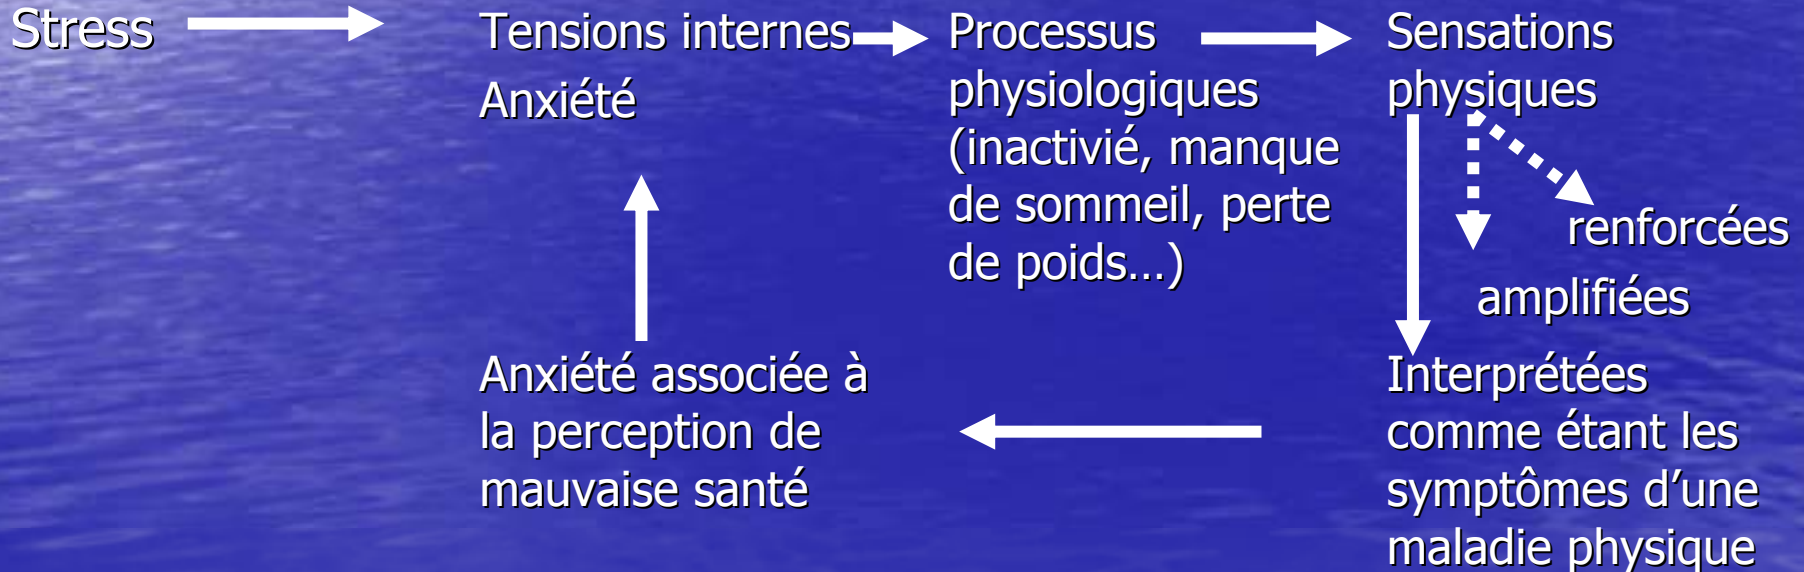 Stress
Tensions internes
Anxiété
Processus
physiologiques
(inactivié, manque
de sommeil, perte
de poids…)
Sensations
physiques
renforcées
amplifiées
Interprétées
comme étant les
symptômes d’une
maladie physique
Anxiété associée à
la perception de
mauvaise santé